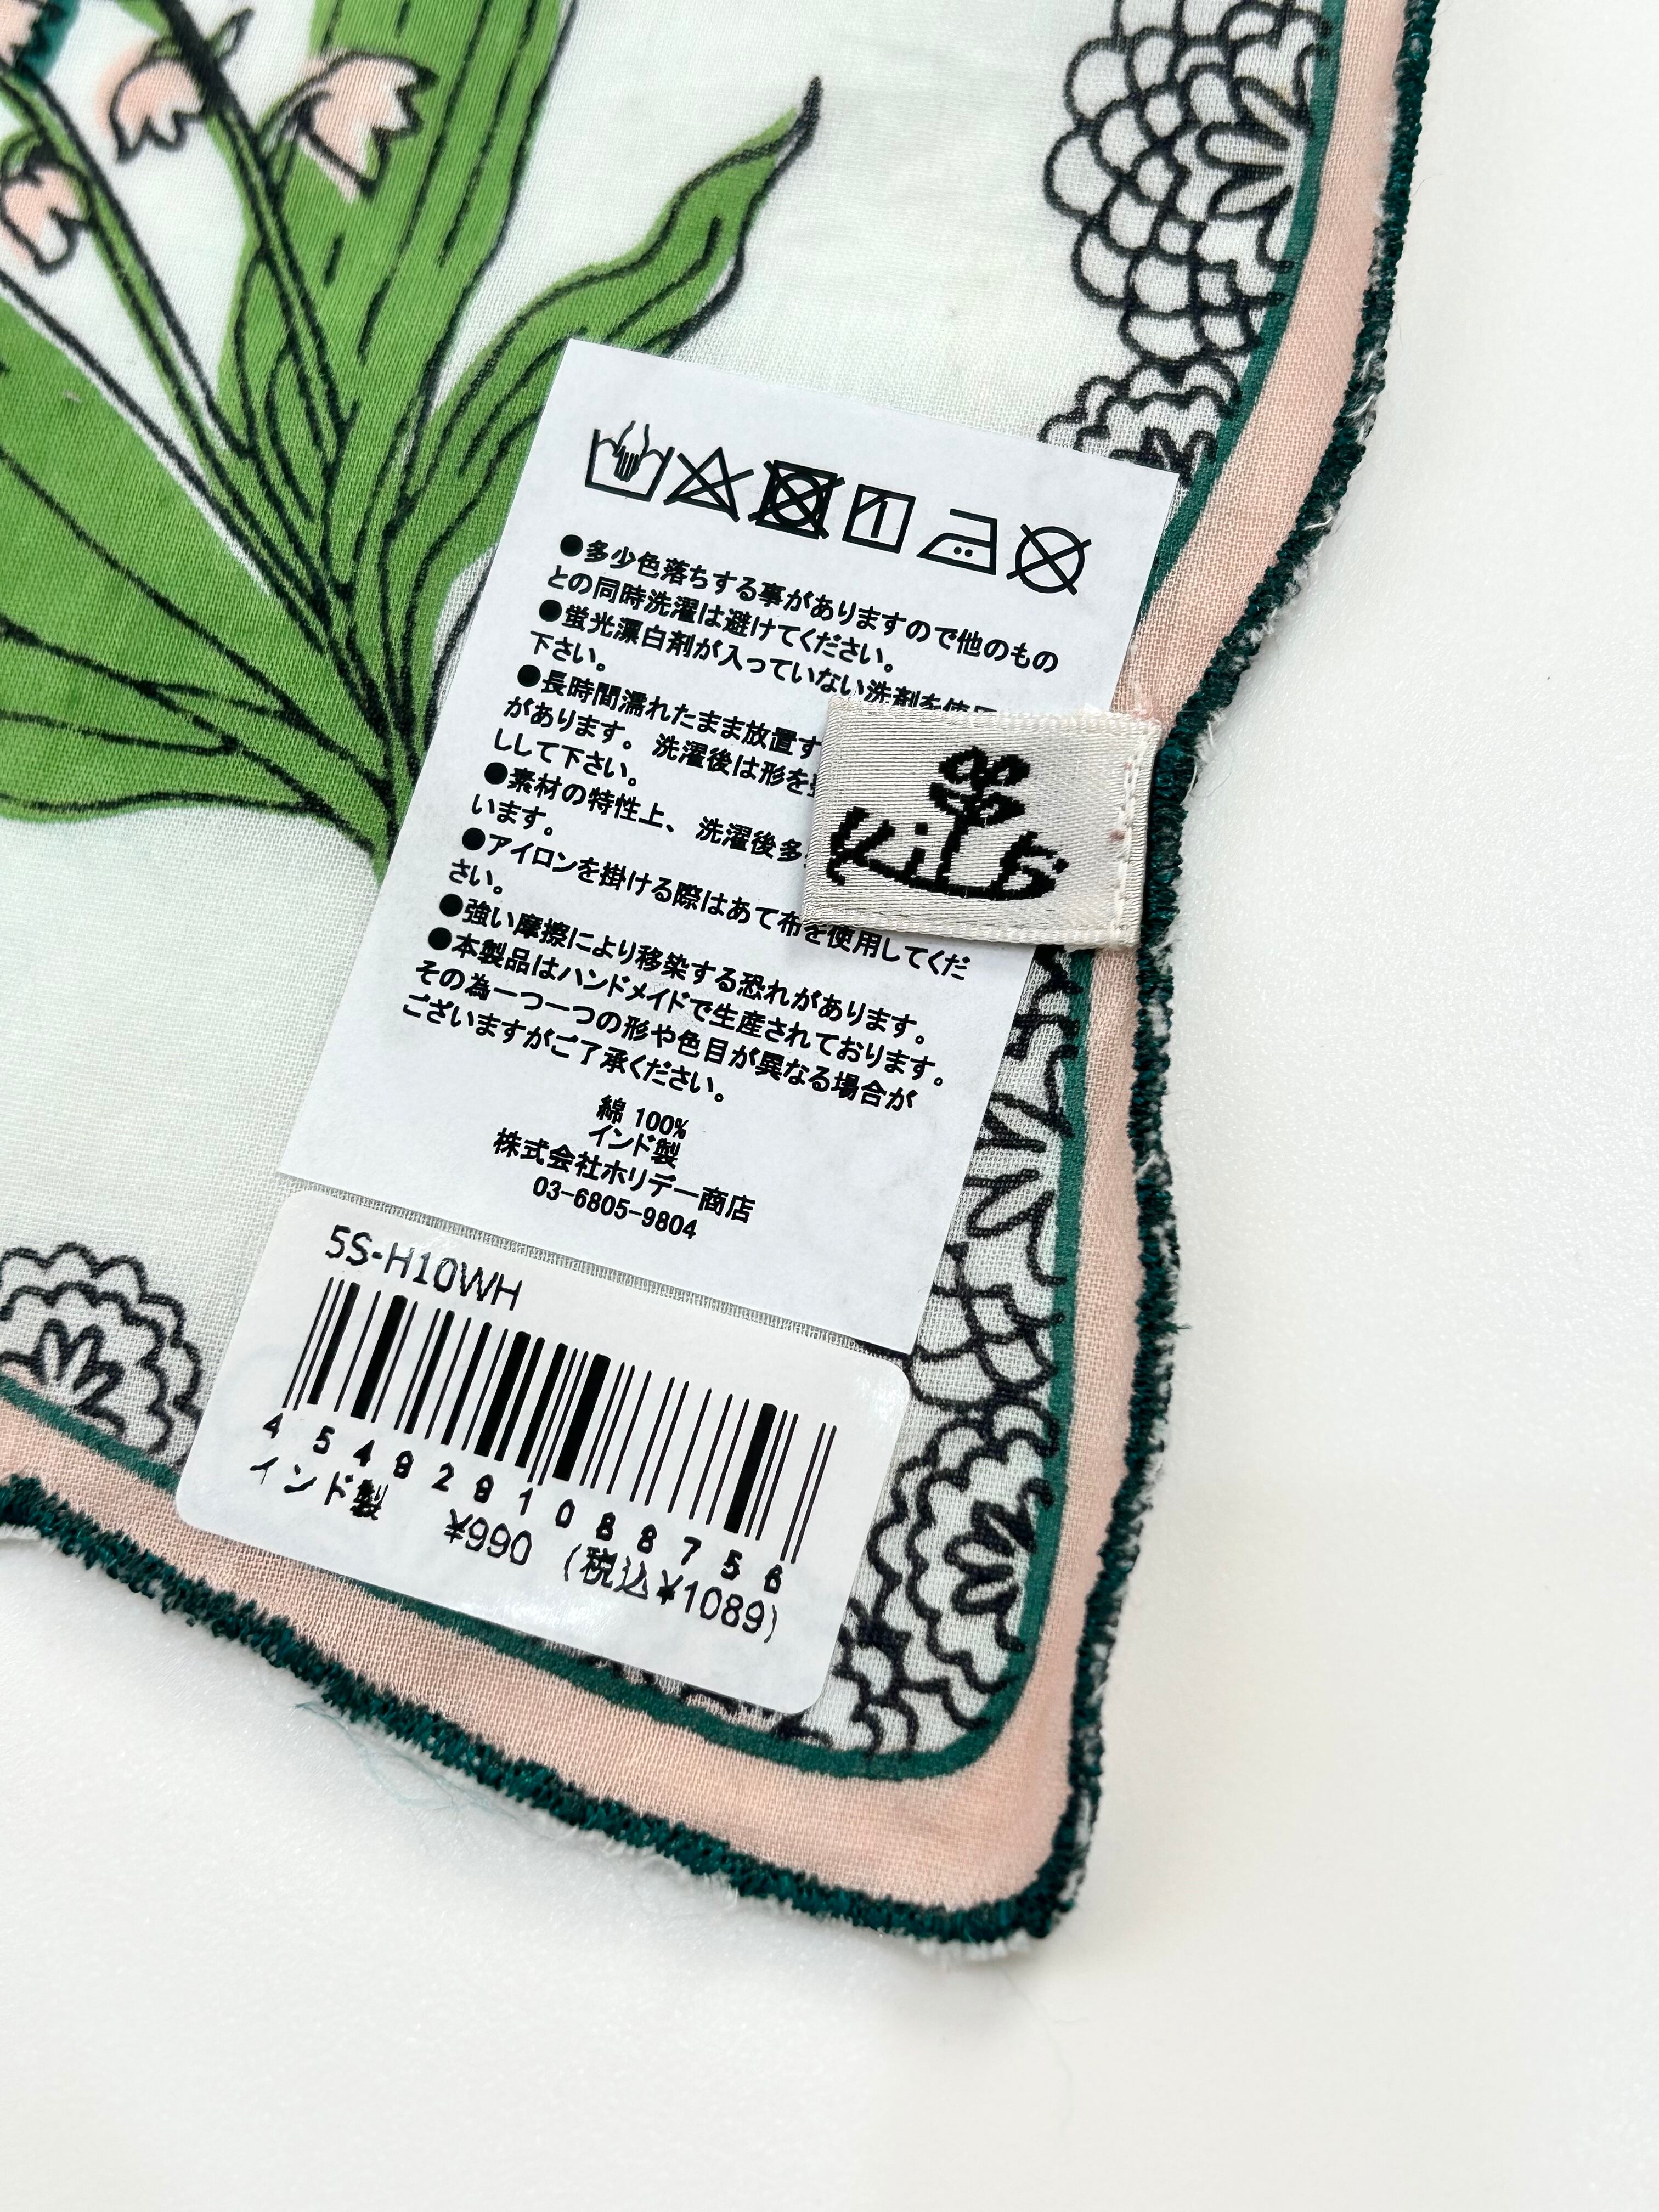 ●多少色落ちする事がありますので他のもの
との同時洗濯は避けてください。
●蛍光漂白剤が入っていない洗剤を使用
下さい。
●長時間濡れたまま放置す
があります。 洗濯後は形を整
ししして下さい。
●素材の特性上、 洗濯後多
います。
●アイロンを掛ける際はあて布を使用してくだ
さい。
●強い摩擦により移染する恐れがあります。
●本製品はハンドメイドで生産されております。
その為一つ一つの形や色目が異なる場合が
ございますがご了承ください。
綿 100%
インド製
株式会社ホリデー商店
03-6805-9804
5S-H10WH
4549291088756
インド製
¥990 (税込¥1089)